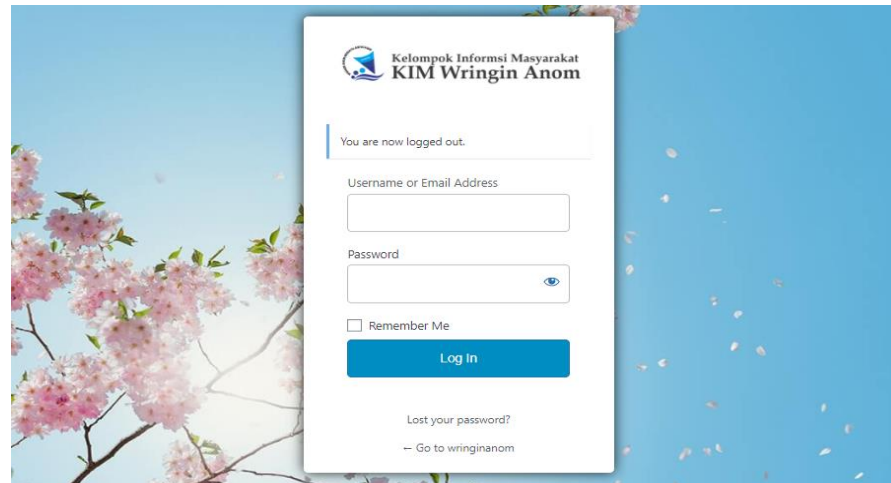 Kelompok Informsi Masyarakat
KIM Wringin Anom
You are now logged out.
Username or Email Address
Password
Remember Me
Log In
Lost your password?
← Go to wringinanom